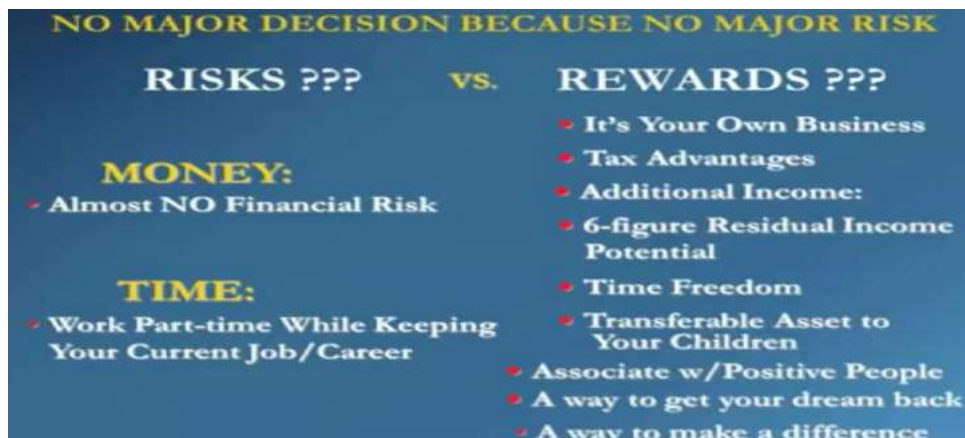 NO MAJOR DECISION BECAUSE NO MAJOR RISK
RISKS ??? VS. REWARDS ???
MONEY:
• Almost NO Financial Risk
TIME:
• Work Part-time While Keeping
Your Current Job/Career
• It's Your Own Business
• Tax Advantages
• Additional Income:
• 6-figure Residual Income
Potential
• Time Freedom
• Transferable Asset to
Your Children
• Associate w/Positive People
• A way to get your dream back
• A way to make a difference